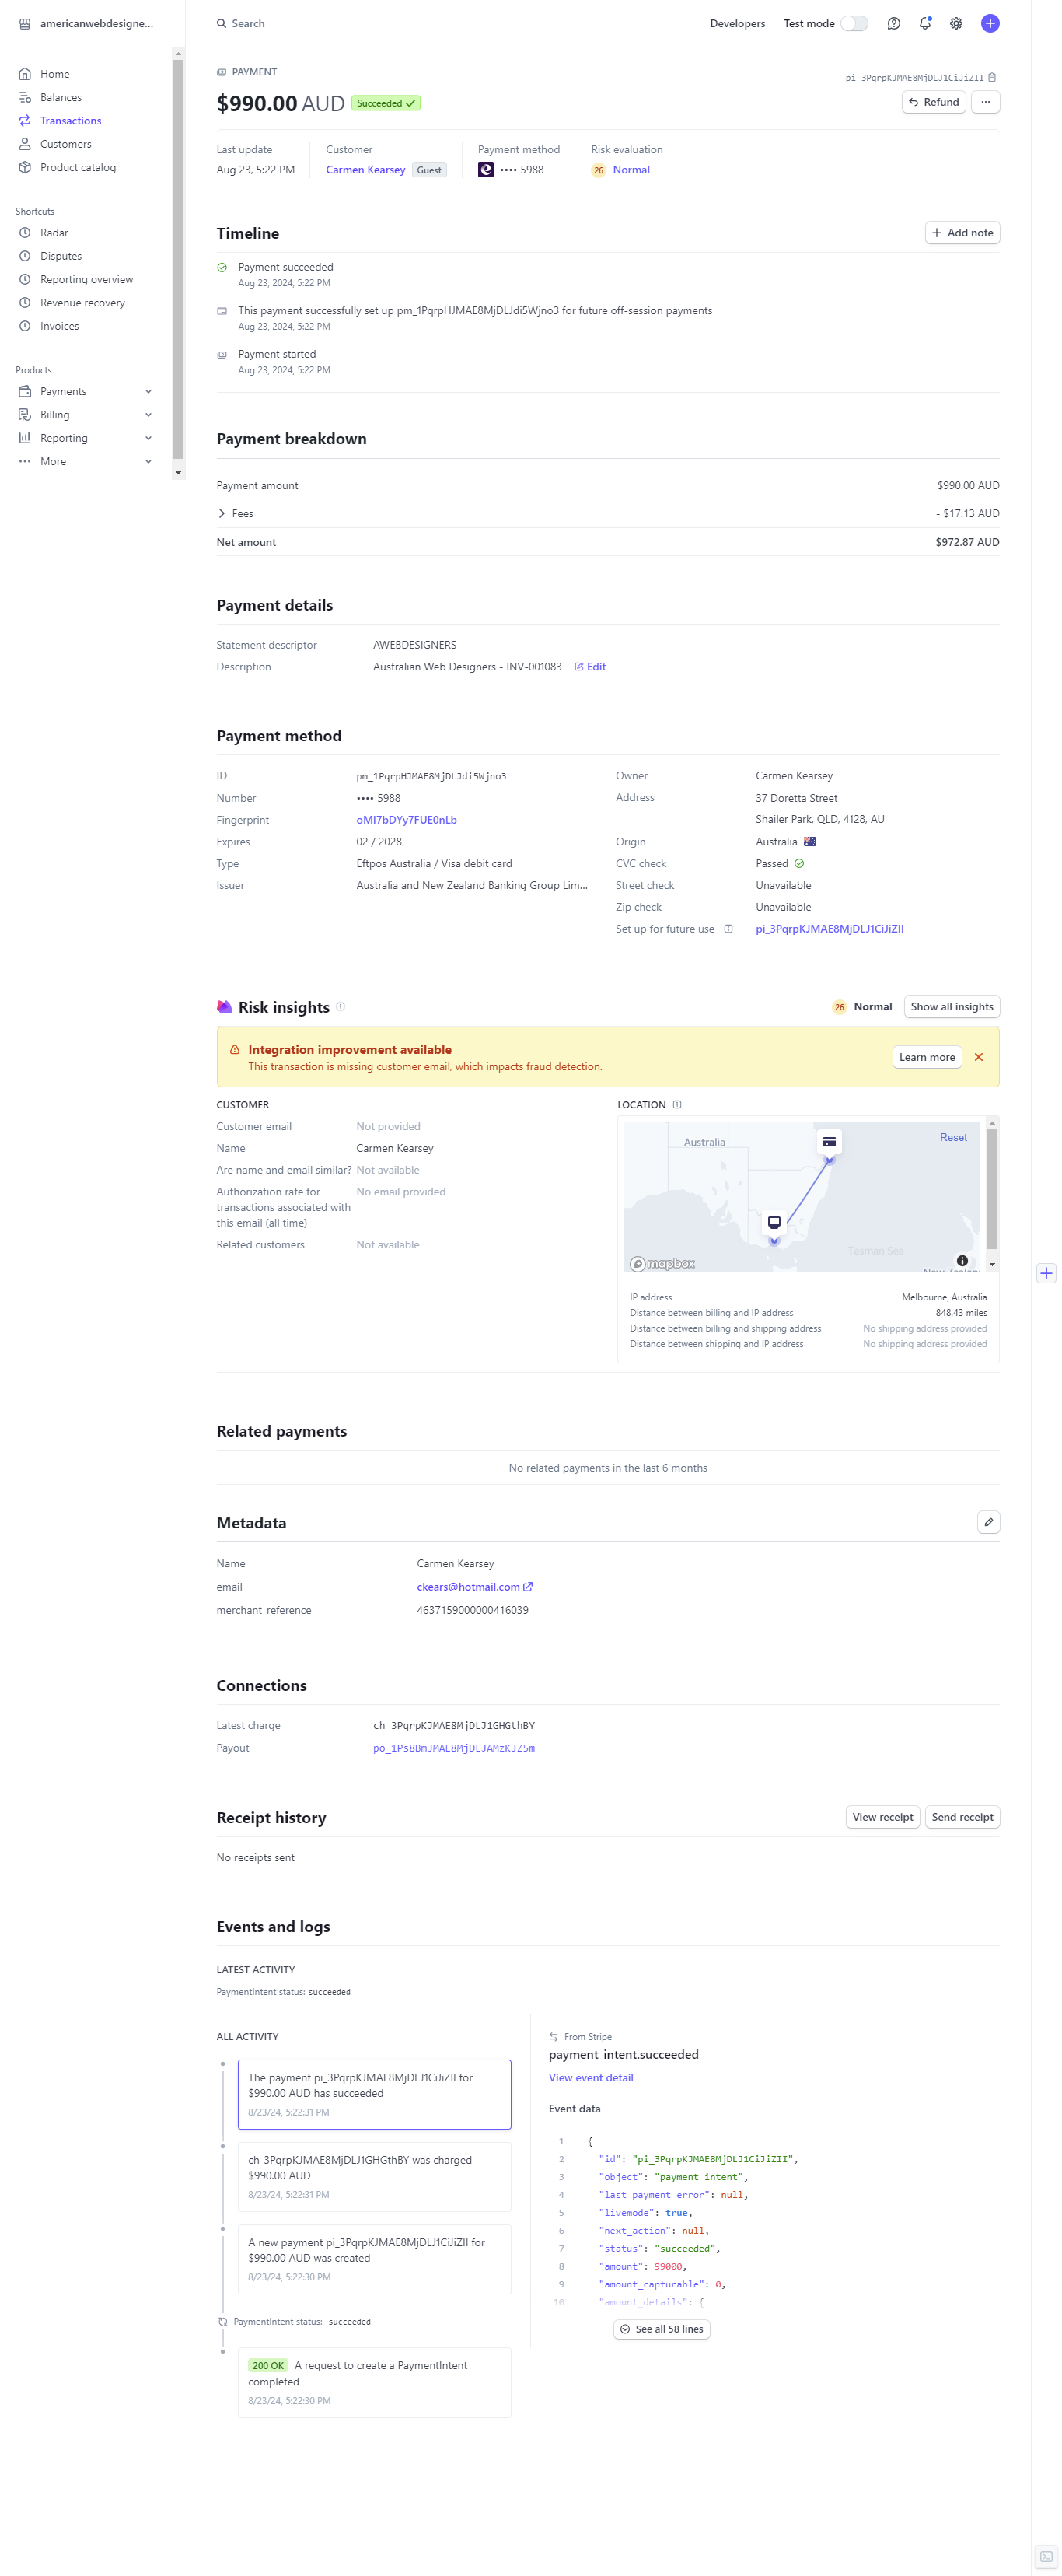 americanwebdesigne...
Search
Developers
Test mode
Home
Balances
Transactions
Customers
Product catalog
Shortcuts
Radar
Disputes
Reporting overview
Revenue recovery
Invoices
Products
Payments
Billing
Reporting
More
PAYMENT
pi_3PqrpKJMAE8MjDLJ1CiJiZII
$990.00 AUD Succeeded
Refund
Last update
Aug 23, 5:22 PM
Customer
Carmen Kearsey Guest
Payment method
•••• 5988
Risk evaluation
26 Normal
Timeline
Add note
Payment succeeded
Aug 23, 2024, 5:22 PM
This payment successfully set up pm_1PqrpHJMAE8MjDLJdi5Wjno3 for future off-session payments
Aug 23, 2024, 5:22 PM
Payment started
Aug 23, 2024, 5:22 PM
Payment breakdown
Payment amount $990.00 AUD
Fees - $17.13 AUD
Net amount $972.87 AUD
Payment details
Statement descriptor AWEBDESIGNERS
Description Australian Web Designers - INV-001083 Edit
Payment method
ID pm_1PqrpHJMAE8MjDLJdi5Wjno3
Number •••• 5988
Fingerprint oMI7bDYy7FUE0nLb
Expires 02 / 2028
Type Eftpos Australia / Visa debit card
Issuer Australia and New Zealand Banking Group Lim...
Owner Carmen Kearsey
Address 37 Doretta Street
Shailer Park, QLD, 4128, AU
Origin Australia
CVC check Passed
Street check Unavailable
Zip check Unavailable
Set up for future use pi_3PqrpKJMAE8MjDLJ1CiJiZII
Risk insights
26 Normal
Show all insights
Integration improvement available
This transaction is missing customer email, which impacts fraud detection.
Learn more
CUSTOMER
Customer email Not provided
Name Carmen Kearsey
Are name and email similar? Not available
Authorization rate for No email provided
transactions associated with
this email (all time)
Related customers Not available
LOCATION
Australia
Reset
Tasman Sea
mapbox
IP address Melbourne, Australia
Distance between billing and IP address 848.43 miles
Distance between billing and shipping address No shipping address provided
Distance between shipping and IP address No shipping address provided
Related payments
No related payments in the last 6 months
Metadata
Name Carmen Kearsey
email ckears@hotmail.com
merchant_reference 4637159000000416039
Connections
Latest charge ch_3PqrpKJMAE8MjDLJ1GHGthBY
Payout po_1Ps8BmJMAE8MjDLJAMzKJZ5m
Receipt history
View receipt
Send receipt
No receipts sent
Events and logs
LATEST ACTIVITY
PaymentIntent status: succeeded
ALL ACTIVITY
The payment pi_3PqrpKJMAE8MjDLJ1CiJiZII for
$990.00 AUD has succeeded
8/23/24, 5:22:31 PM
ch_3PqrpKJMAE8MjDLJ1GHGthBY was charged
$990.00 AUD
8/23/24, 5:22:31 PM
A new payment pi_3PqrpKJMAE8MjDLJ1CiJiZII for
$990.00 AUD was created
8/23/24, 5:22:30 PM
PaymentIntent status: succeeded
200 OK A request to create a PaymentIntent
completed
8/23/24, 5:22:30 PM
From Stripe
payment_intent.succeeded
View event detail
Event data
1 {
2 "id": "pi_3PqrpKJMAE8MjDLJ1CiJiZII",
3 "object": "payment_intent",
4 "last_payment_error": null,
5 "livemode": true,
6 "next_action": null,
7 "status": "succeeded",
8 "amount": 99000,
9 "amount_capturable": 0,
10 "amount_details": {
See all 58 lines